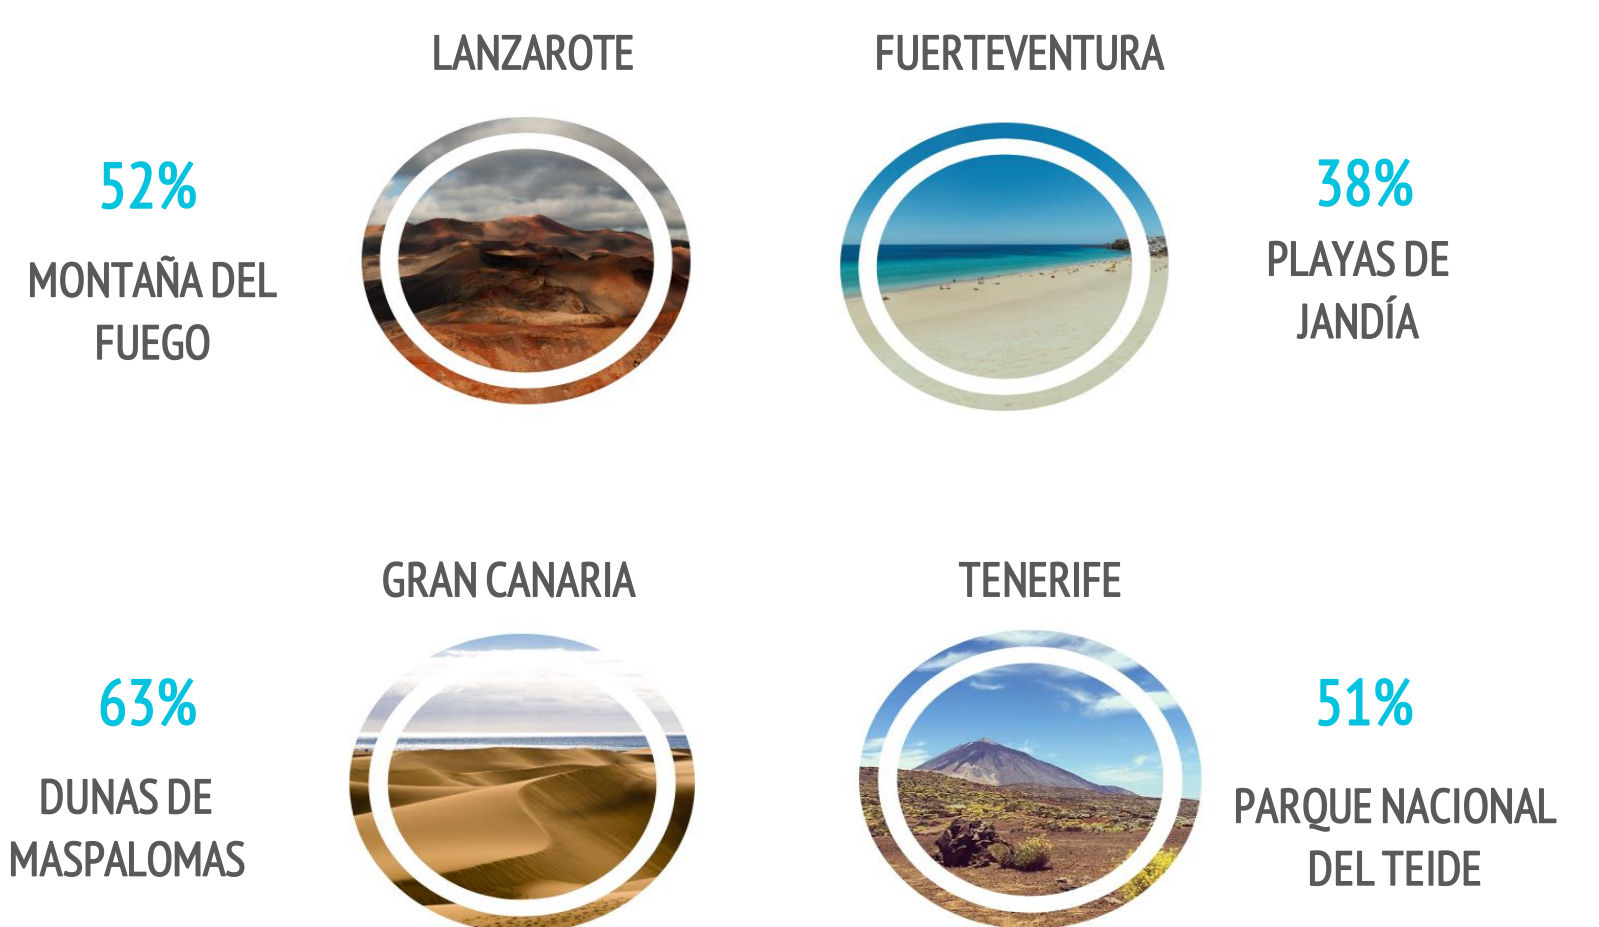 LANZAROTE
52%
MONTAÑA DEL
FUEGO
FUERTEVENTURA
38%
PLAYAS DE
JANDÍA
GRAN CANARIA
63%
DUNAS DE
MASPALOMAS
TENERIFE
51%
PARQUE NACIONAL
DEL TEIDE